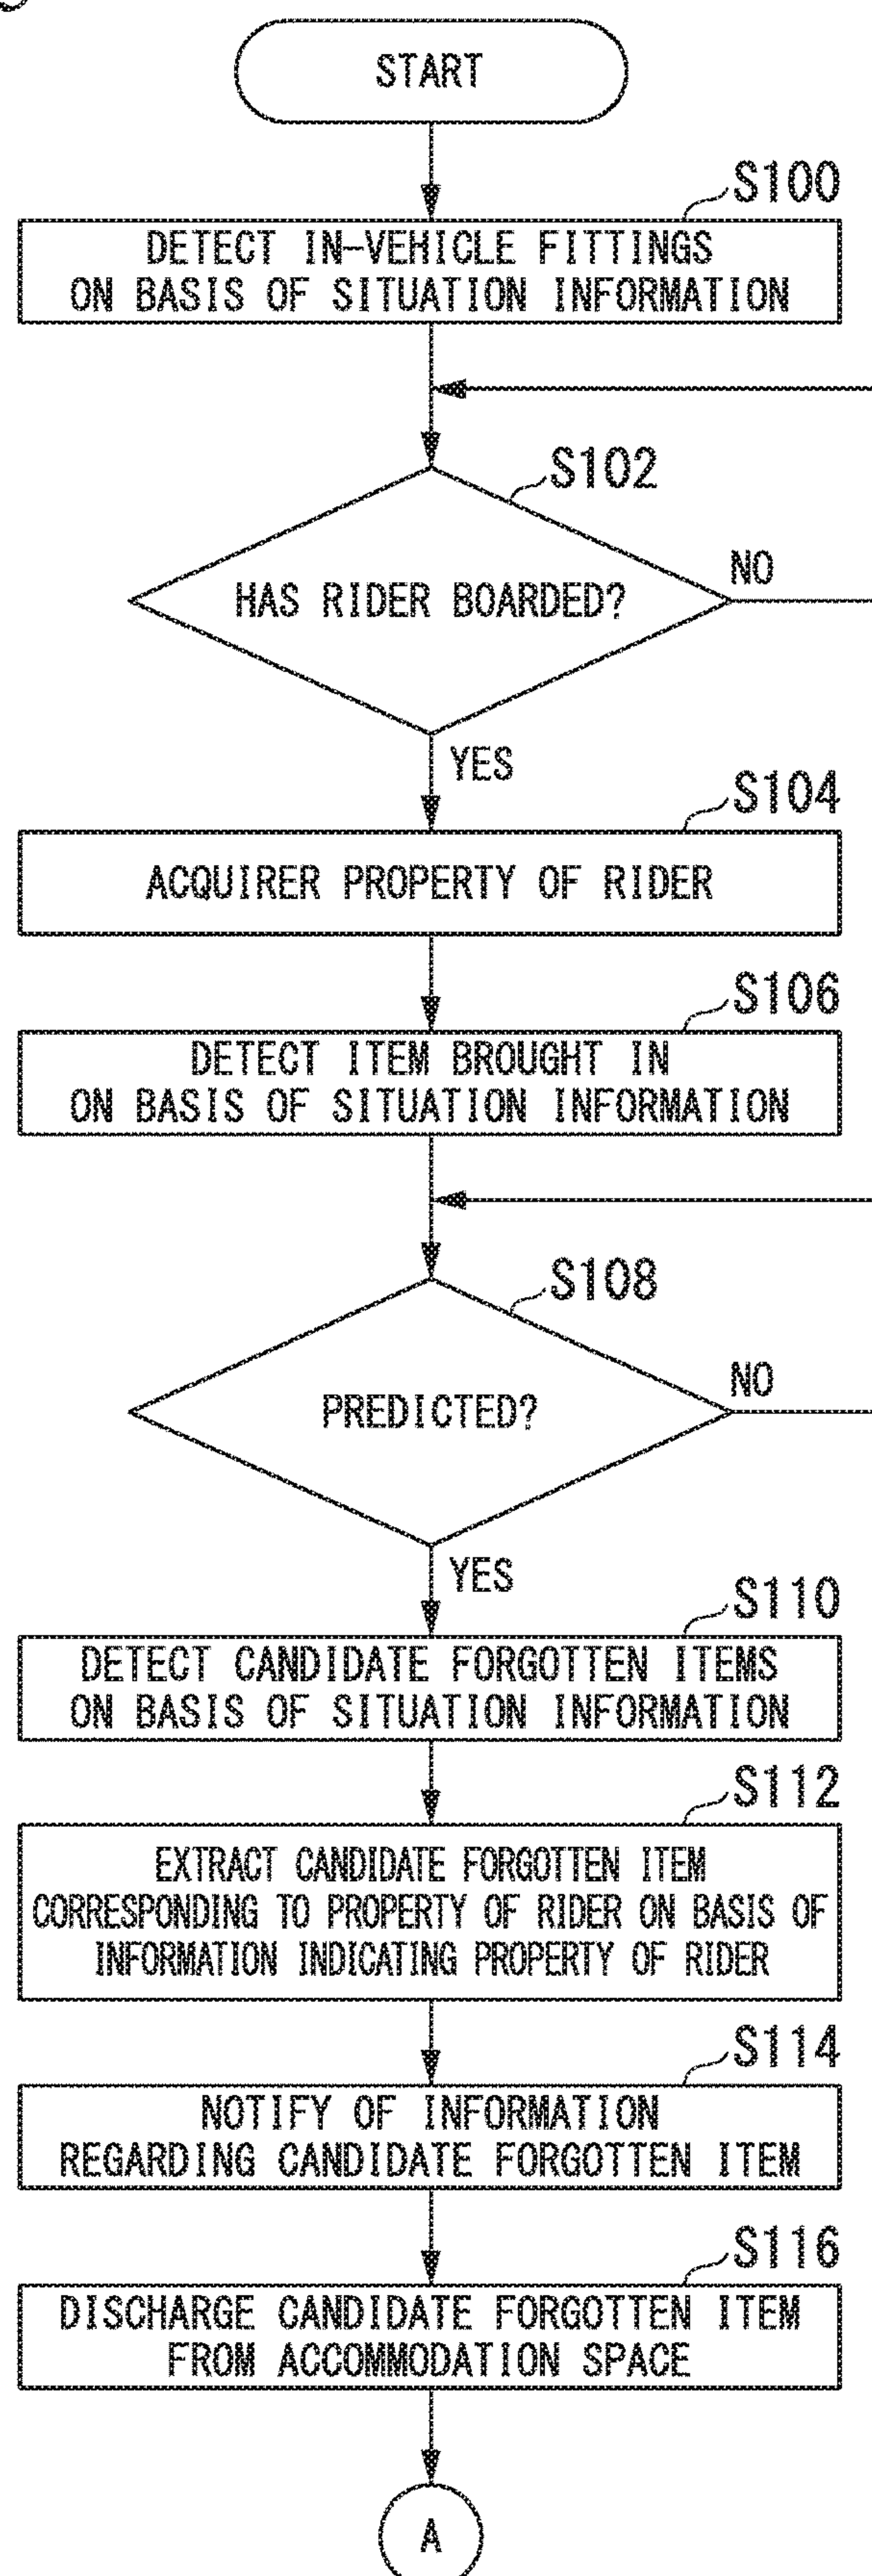 START
S100
DETECT IN-VEHICLE FITTINGS
ON BASIS OF SITUATION INFORMATION
S102
HAS RIDER BOARDED?
NO
YES
S104
ACQUIRER PROPERTY OF RIDER
S106
DETECT ITEM BROUGHT IN
ON BASIS OF SITUATION INFORMATION
S108
PREDICTED?
NO
YES
S110
DETECT CANDIDATE FORGOTTEN ITEMS
ON BASIS OF SITUATION INFORMATION
S112
EXTRACT CANDIDATE FORGOTTEN ITEM
CORRESPONDING TO PROPERTY OF RIDER ON BASIS OF
INFORMATION INDICATING PROPERTY OF RIDER
S114
NOTIFY OF INFORMATION
REGARDING CANDIDATE FORGOTTEN ITEM
S116
DISCHARGE CANDIDATE FORGOTTEN ITEM
FROM ACCOMMODATION SPACE
A